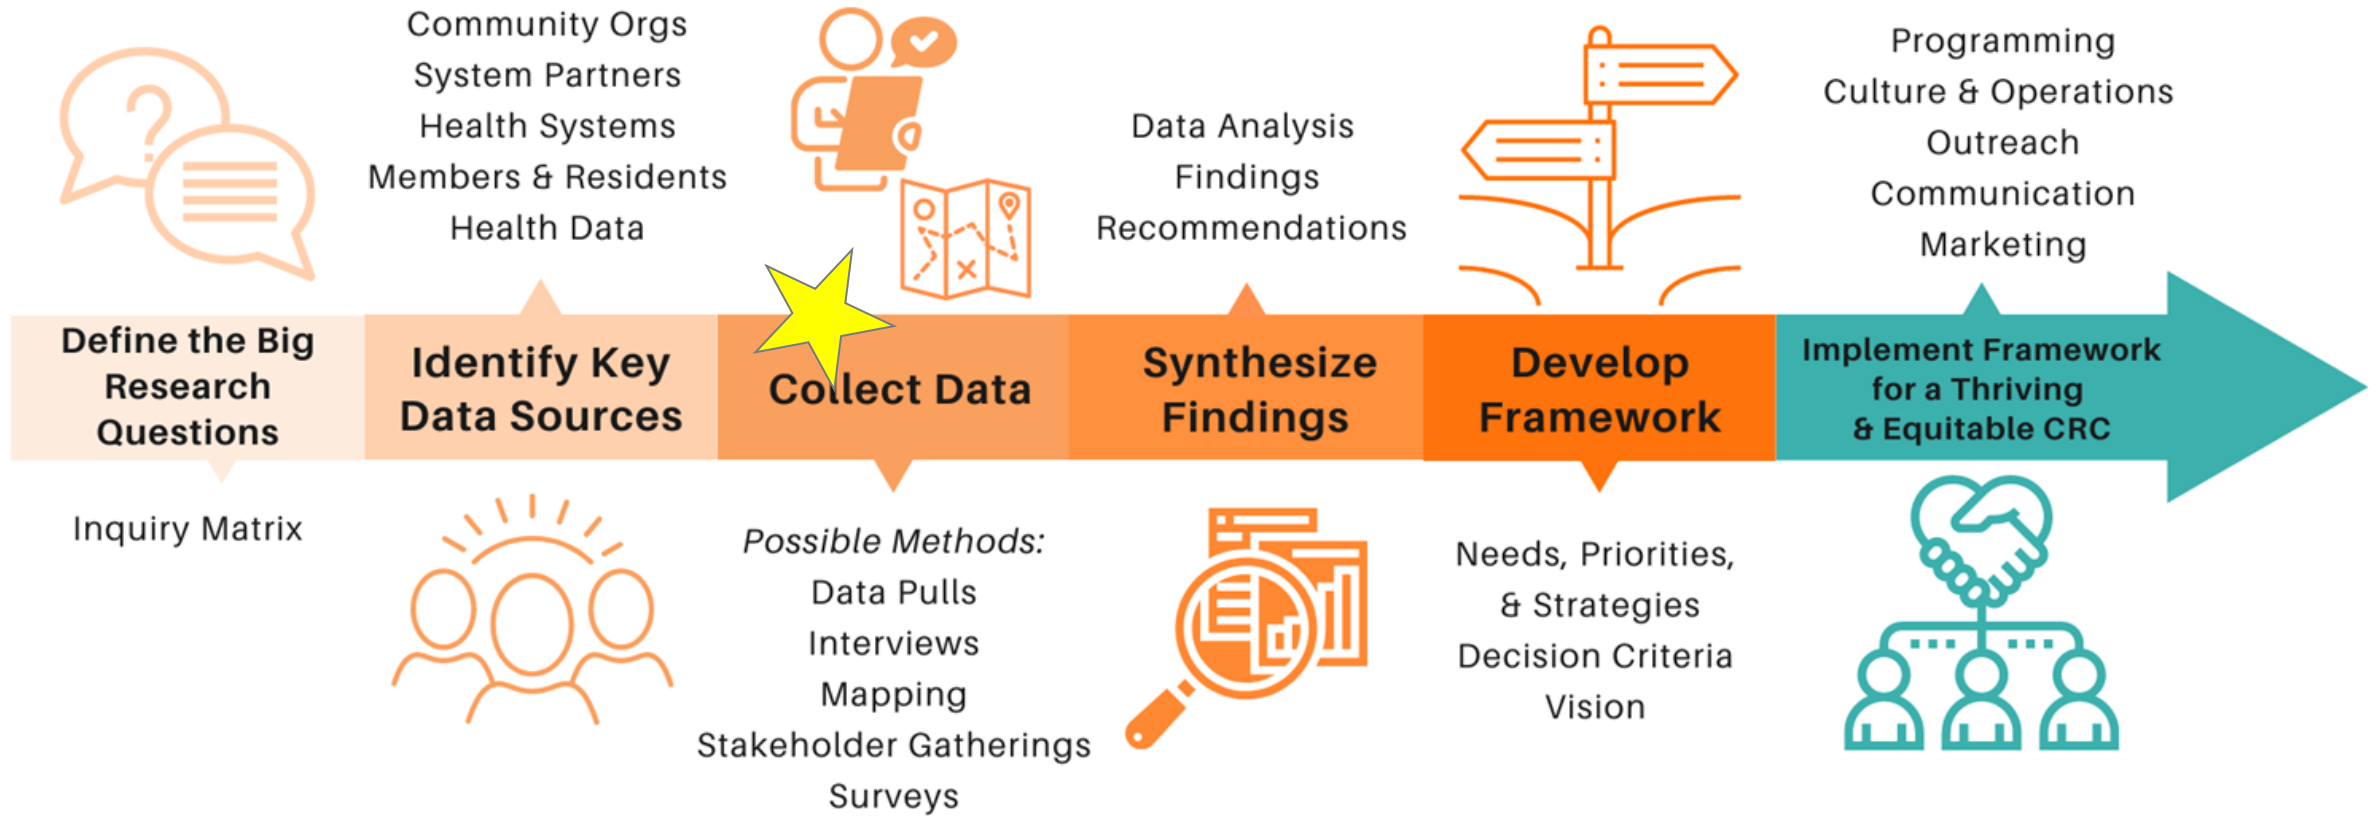 Define the Big
Research
Questions
Inquiry Matrix
Community Orgs
System Partners
Health Systems
Members & Residents
Health Data
Identify Key
Data Sources
Collect Data
Possible Methods:
Data Pulls
Interviews
Mapping
Stakeholder Gatherings
Surveys
Data Analysis
Findings
Recommendations
Synthesize
Findings
Develop
Framework
Needs, Priorities,
& Strategies
Decision Criteria
Vision
Programming
Culture & Operations
Outreach
Communication
Marketing
Implement Framework
for a Thriving
& Equitable CRC